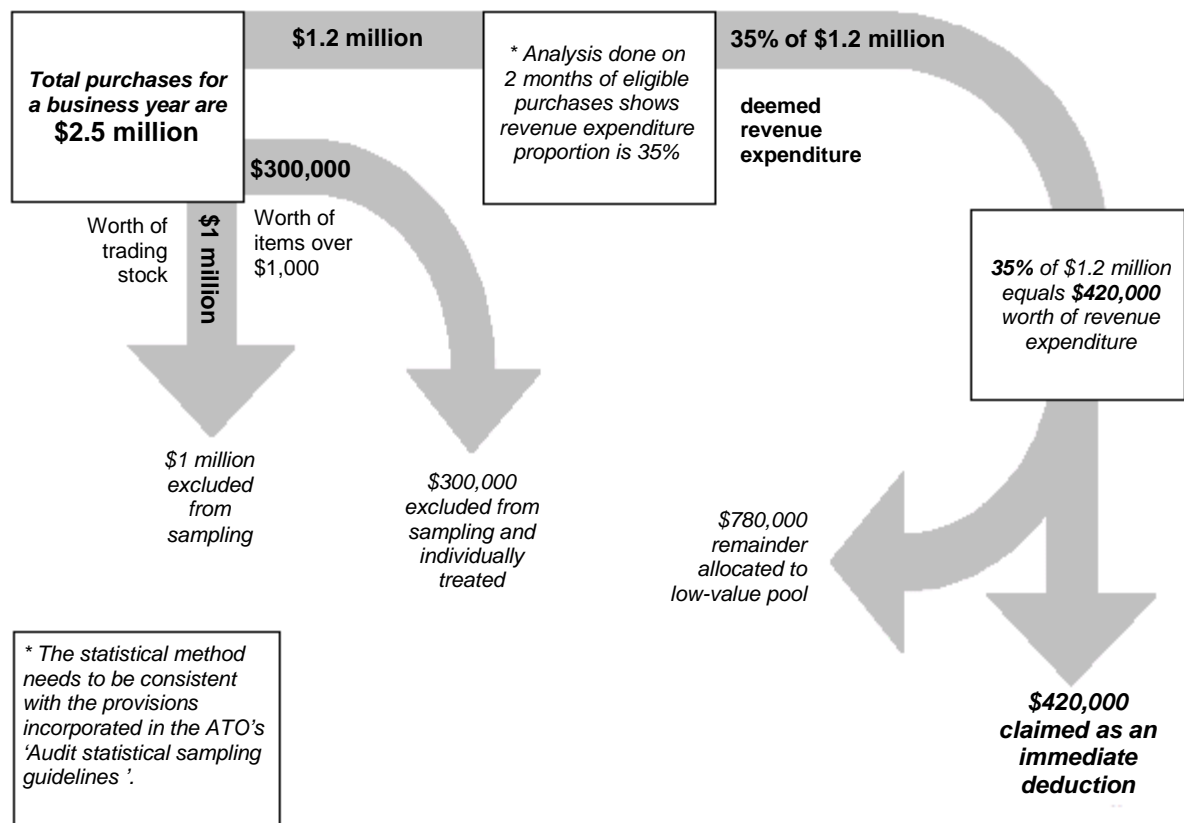 Total purchases for
a business year are
$2.5 million
$1.2 million
* Analysis done on
2 months of eligible
purchases shows
revenue expenditure
proportion is 35%
35% of $1.2 million
deemed
revenue
expenditure
$300,000
Worth of
items over
$1,000
Worth of
trading
stock
$1 million
35% of $1.2 million
equals $420,000
worth of revenue
expenditure
$1 million
excluded
from
sampling
$300,000
excluded from
sampling and
individually
treated
$780,000
remainder
allocated to
low-value pool
* The statistical method
needs to be consistent
with the provisions
incorporated in the ATO's
'Audit statistical sampling
guidelines '.
$420,000
claimed as an
immediate
deduction